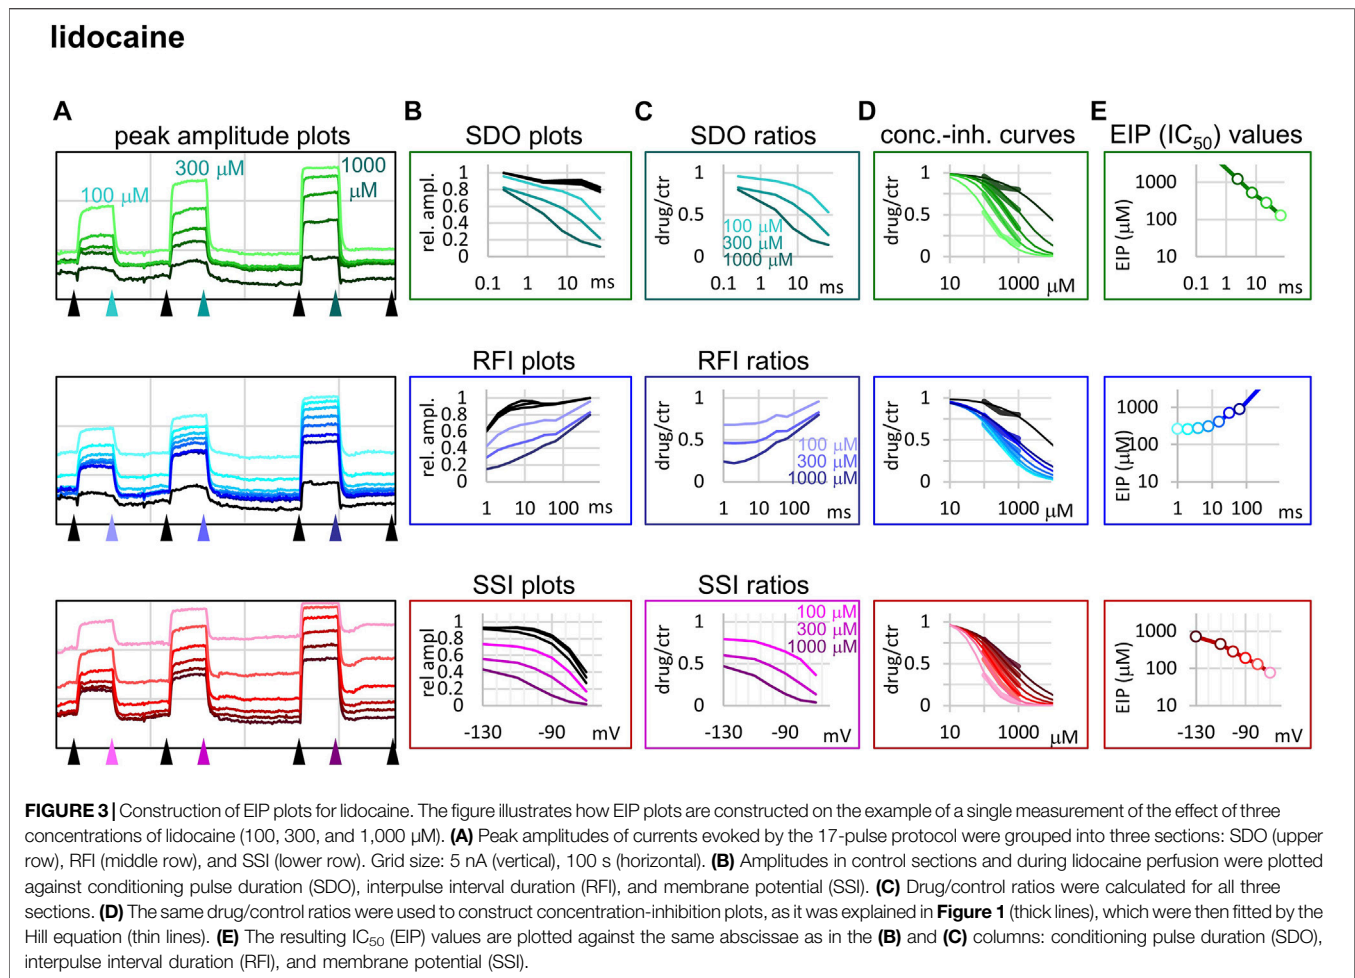 lidocaine
A B C D E
peak amplitude plots SDO plots SDO ratios conc.-inh. curves EIP (IC50) values
100 µM 300 µM 1000 µM
rel. ampl. 1 0.8 0.6 0.4 0.2 0 0.1 1 10 ms
drug/ctr 1 0.5 0 100 µM 300 µM 1000 µM 0.1 1 10 ms
drug/ctr 1 0.5 0 10 1000 µM
EIP (µM) 1000 100 10 0.1 1 10 ms
RFI plots RFI ratios
rel. ampl. 1 0.8 0.6 0.4 0.2 0 1 10 100 ms
drug/ctr 1 0.5 0 100 µM 300 µM 1000 µM 1 10 100 ms
drug/ctr 1 0.5 0 10 1000 µM
EIP (µM) 1000 100 10 1 10 100 ms
SSI plots SSI ratios
rel ampl 1 0.8 0.6 0.4 0.2 0 -130 -90 mV
drug/ctr 1 0.5 0 100 µM 300 µM 1000 µM -130 -90 mV
drug/ctr 1 0.5 0 10 1000 µM
EIP (µM) 1000 100 10 -130 -90 mV
FIGURE 3 | Construction of EIP plots for lidocaine. The figure illustrates how EIP plots are constructed on the example of a single measurement of the effect of three
concentrations of lidocaine (100, 300, and 1,000 µM). (A) Peak amplitudes of currents evoked by the 17-pulse protocol were grouped into three sections: SDO (upper
row), RFI (middle row), and SSI (lower row). Grid size: 5 nA (vertical), 100 s (horizontal). (B) Amplitudes in control sections and during lidocaine perfusion were plotted
against conditioning pulse duration (SDO), interpulse interval duration (RFI), and membrane potential (SSI). (C) Drug/control ratios were calculated for all three
sections. (D) The same drug/control ratios were used to construct concentration-inhibition plots, as it was explained in Figure 1 (thick lines), which were then fitted by the
Hill equation (thin lines). (E) The resulting IC50 (EIP) values are plotted against the same abscissae as in the (B) and (C) columns: conditioning pulse duration (SDO),
interpulse interval duration (RFI), and membrane potential (SSI).